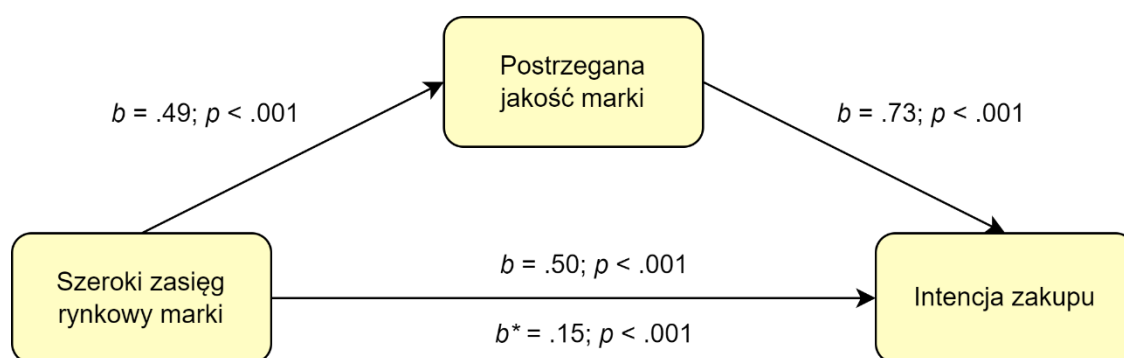 Postrzegana
jakość marki
b = .49; p < .001
b = .73; p < .001
Szeroki zasięg
rynkowy marki
b = .50; p < .001
b* = .15; p < .001
Intencja zakupu